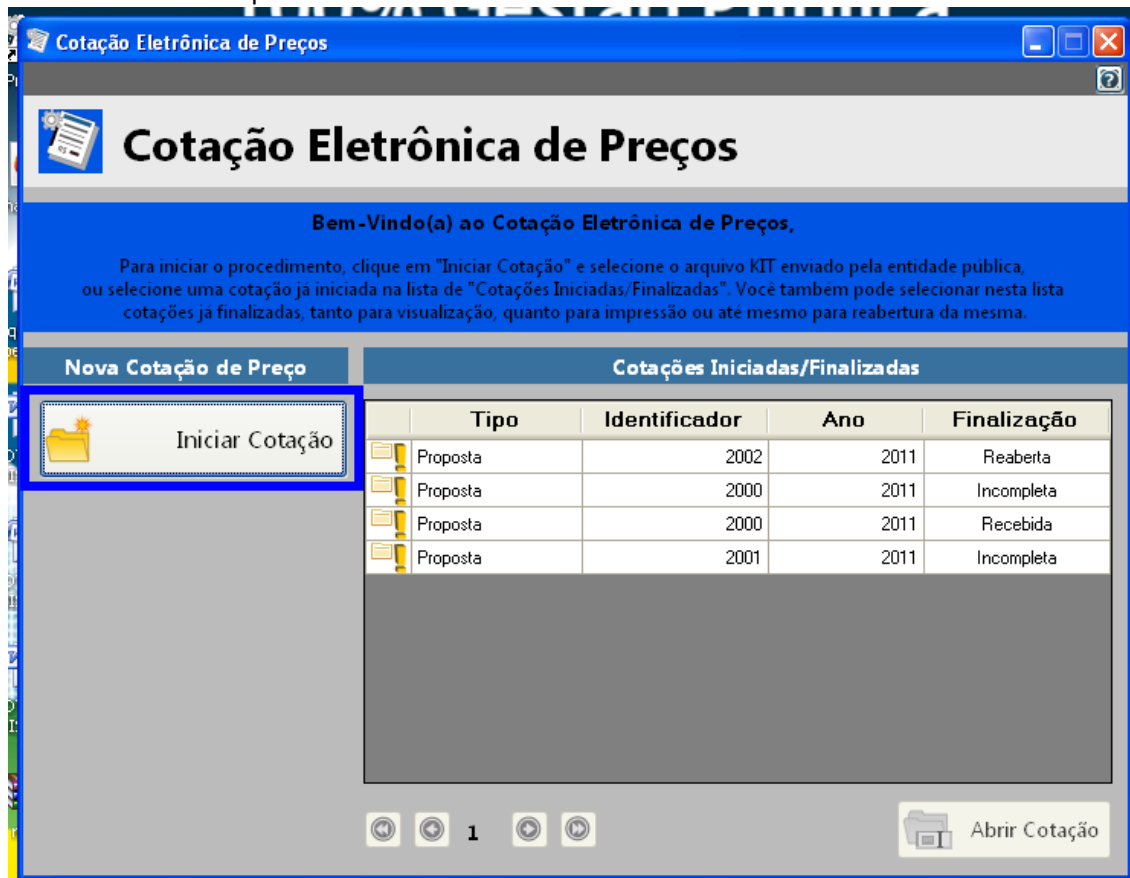 100% Gestão Pública
Cotação Eletrônica de Preços
Cotação Eletrônica de Preços
Bem-Vindo(a) ao Cotação Eletrônica de Preços,
Para iniciar o procedimento, clique em "Iniciar Cotação" e selecione o arquivo KIT enviado pela entidade pública,
ou selecione uma cotação já iniciada na lista de "Cotações Iniciadas/Finalizadas". Você também pode selecionar nesta lista
cotações já finalizadas, tanto para visualização, quanto para impressão ou até mesmo para reabertura da mesma.
Nova Cotação de Preço
Cotações Iniciadas/Finalizadas
Iniciar Cotação
Tipo Identificador Ano Finalização
Proposta 2002 2011 Reaberta
Proposta 2000 2011 Incompleta
Proposta 2000 2011 Recebida
Proposta 2001 2011 Incompleta
1
Abrir Cotação